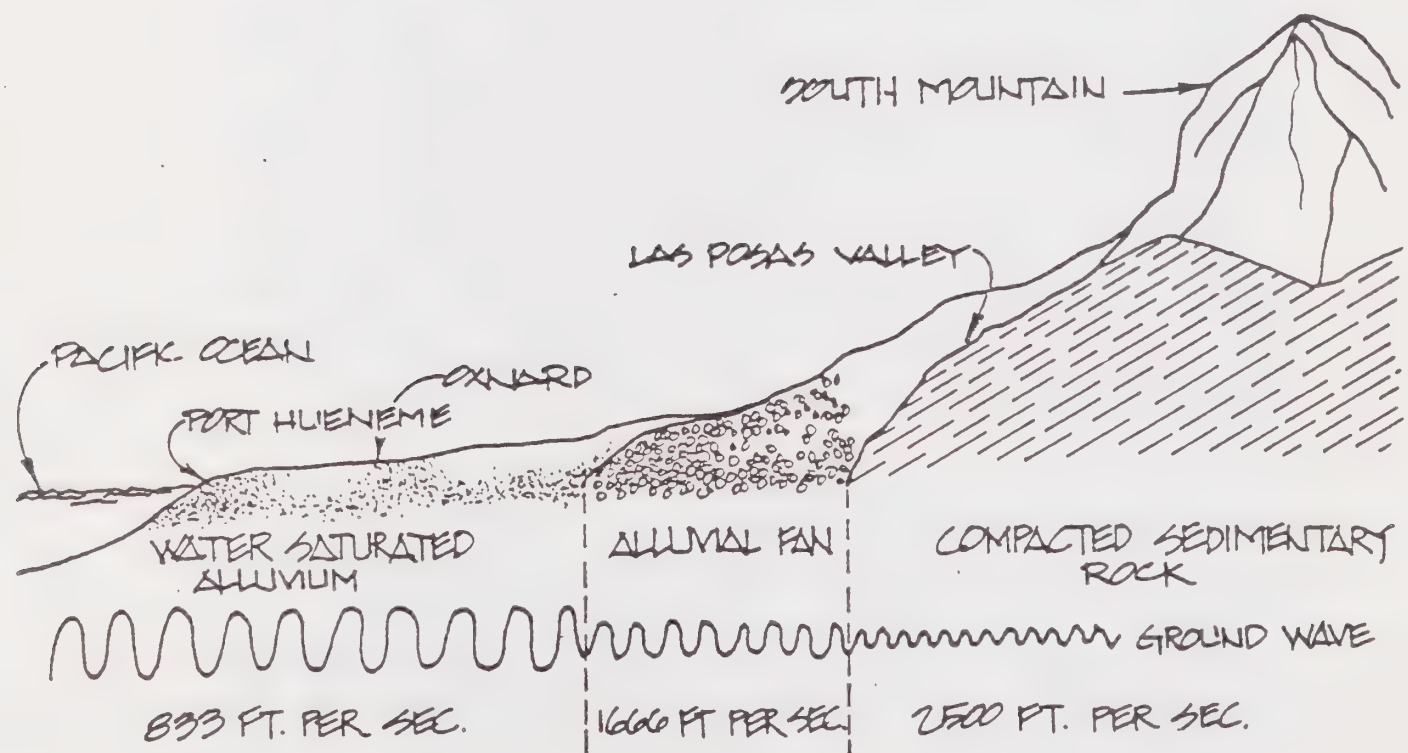 SOUTH MOUNTAIN
LAS POSAS VALLEY
PACIFIC OCEAN
OXNARD
PORT HUENEME
WATER SATURATED
ALLUVIUM
ALLUVIAL FAN
COMPACTED SEDIMENTARY
ROCK
GROUND WAVE
833 FT. PER SEC.
1666 FT PER SEC.
2500 FT. PER SEC.